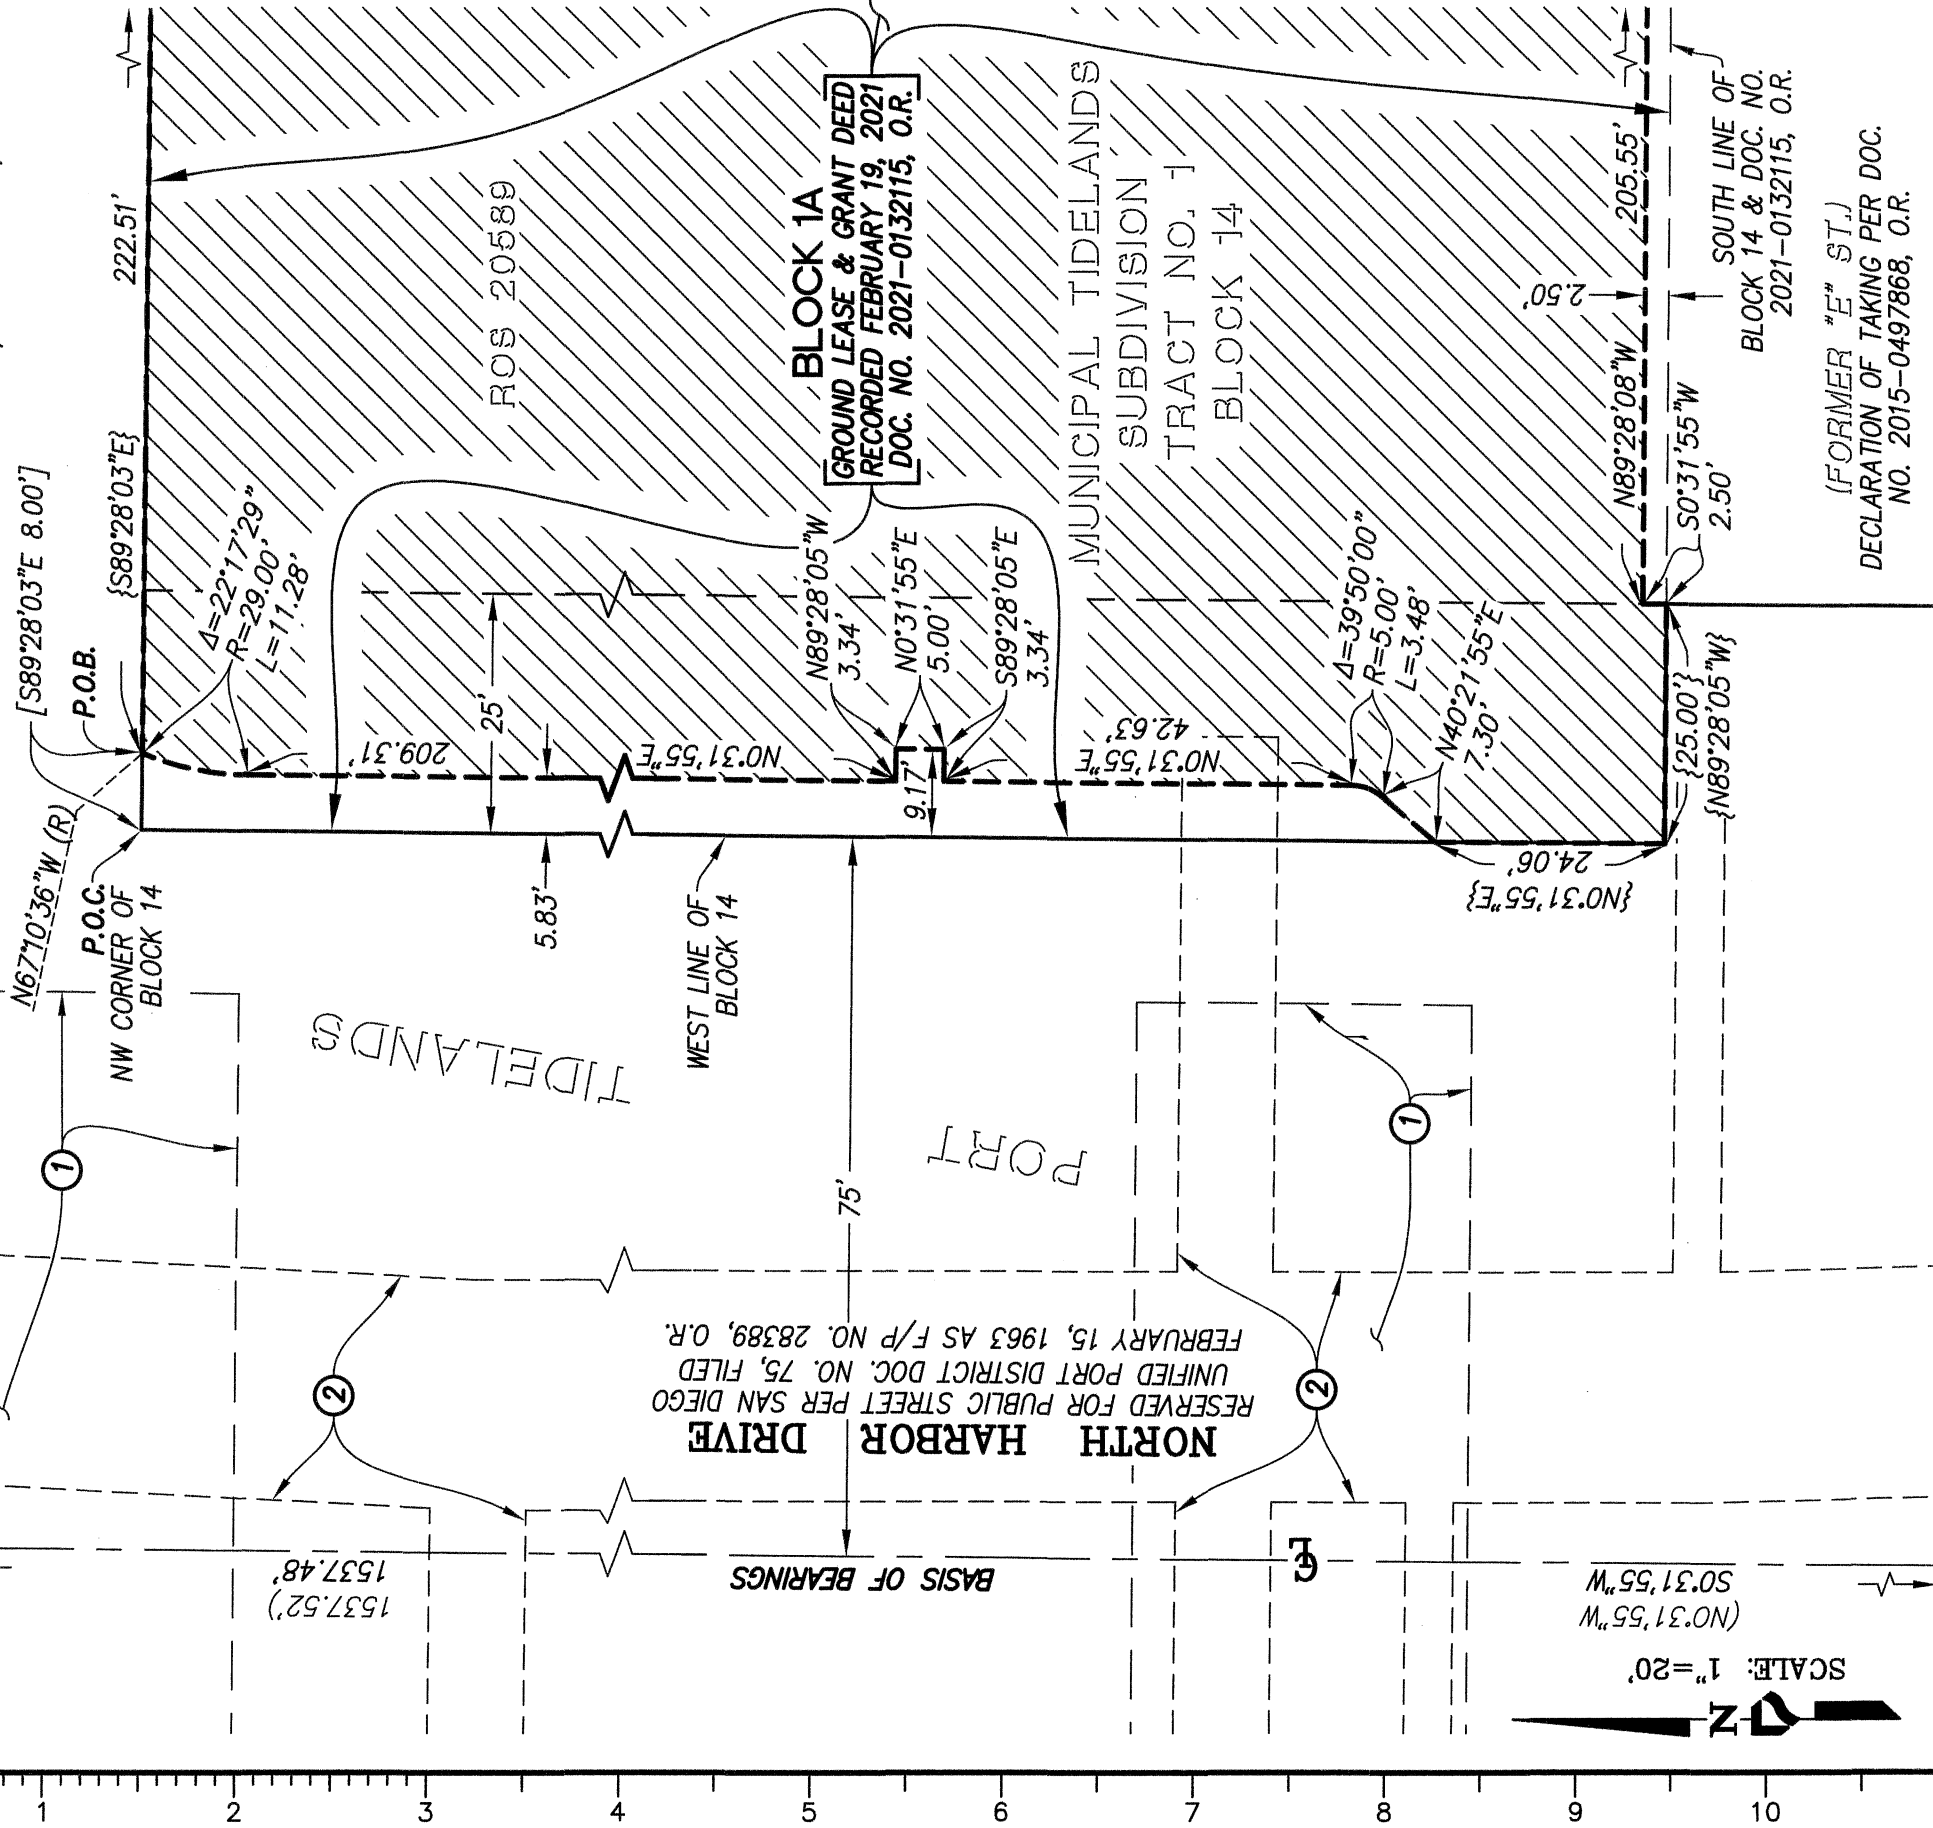 [S89°28'03"E 8.00']
P.O.B.
N67°10'36"W (R)
P.O.C.
NW CORNER OF
BLOCK 14
{S89°28'03"E}
222.51'
Δ=22°17'29"
R=29.00'
L=11.28'
209.31'
25'
5.83'
N0°31'55"E
ROS 20589
BLOCK 1A
GROUND LEASE & GRANT DEED
RECORDED FEBRUARY 19, 2021
DOC. NO. 2021-0132115, O.R.
N89°28'05"W
3.34'
N0°31'55"E
5.00'
S89°28'05"E
3.34'
9.17'
MUNICIPAL TIDELANDS
SUBDIVISION
TRACT NO. 1
BLOCK 14
N0°31'55"E
42.63'
Δ=39°50'00"
R=5.00'
L=3.48'
N40°21'55"E
7.30'
24.06'
{N0°31'55"E}
{25.00'}
{N89°28'05"W}
S0°31'55"W
2.50'
N89°28'08"W
205.55'
2.50'
SOUTH LINE OF
BLOCK 14 & DOC. NO.
2021-0132115, O.R.
(FORMER "E" ST.)
DECLARATION OF TAKING PER DOC.
NO. 2015-0497868, O.R.
WEST LINE OF
BLOCK 14
75'
PORT
TIDELANDS
1
1
2
2
NORTH HARBOR DRIVE
RESERVED FOR PUBLIC STREET PER SAN DIEGO
UNIFIED PORT DISTRICT DOC. NO. 75, FILED
FEBRUARY 15, 1963 AS F/P NO. 28389, O.R.
BASIS OF BEARINGS
CL
1537.48'
1537.52')
S0°31'55"W
(N0°31'55"W
SCALE: 1"=20'
N
1 2 3 4 5 6 7 8 9 10